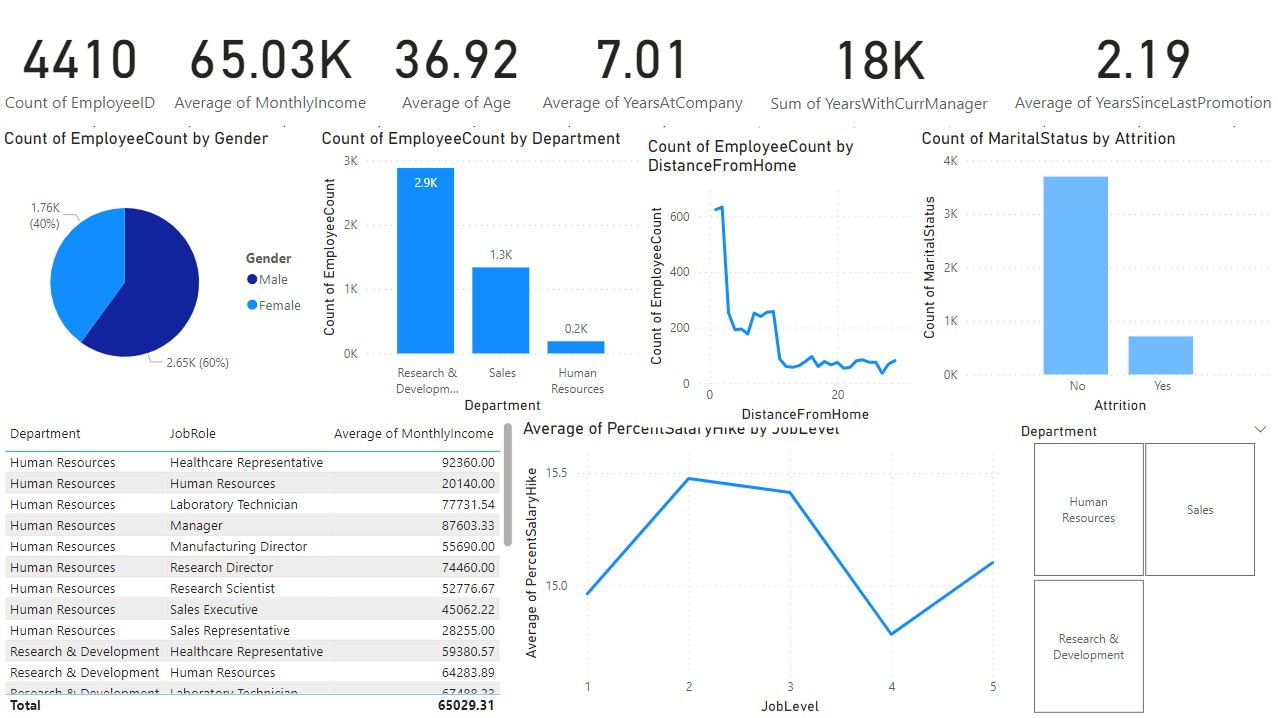 4410
Count of EmployeeID
65.03K
Average of MonthlyIncome
36.92
Average of Age
7.01
Average of YearsAtCompany
18K
Sum of YearsWithCurrManager
2.19
Average of YearsSinceLastPromotion
Count of EmployeeCount by Gender
1.76K
(40%)
2.65K (60%)
Gender
Male
Female
Count of EmployeeCount by Department
Count of EmployeeCount
3K
2K
1K
0K
2.9K
1.3K
0.2K
Research &
Developm...
Sales
Human
Resources
Department
Count of EmployeeCount by
DistanceFromHome
Count of EmployeeCount
600
400
200
0
0
20
DistanceFromHome
Count of MaritalStatus by Attrition
Count of MaritalStatus
4K
3K
2K
1K
0K
No
Yes
Attrition
Department JobRole Average of MonthlyIncome
Human Resources Healthcare Representative 92360.00
Human Resources Human Resources 20140.00
Human Resources Laboratory Technician 77731.54
Human Resources Manager 87603.33
Human Resources Manufacturing Director 55690.00
Human Resources Research Director 74460.00
Human Resources Research Scientist 52776.67
Human Resources Sales Executive 45062.22
Human Resources Sales Representative 28255.00
Research & Development Healthcare Representative 59380.57
Research & Development Human Resources 64283.89
Research & Development Laboratory Technician 67488.23
Total 65029.31
Average of PercentSalaryHike by JobLevel
Average of PercentSalaryHike
15.5
15.0
1
2
3
4
5
JobLevel
Department
Human
Resources
Sales
Research &
Development